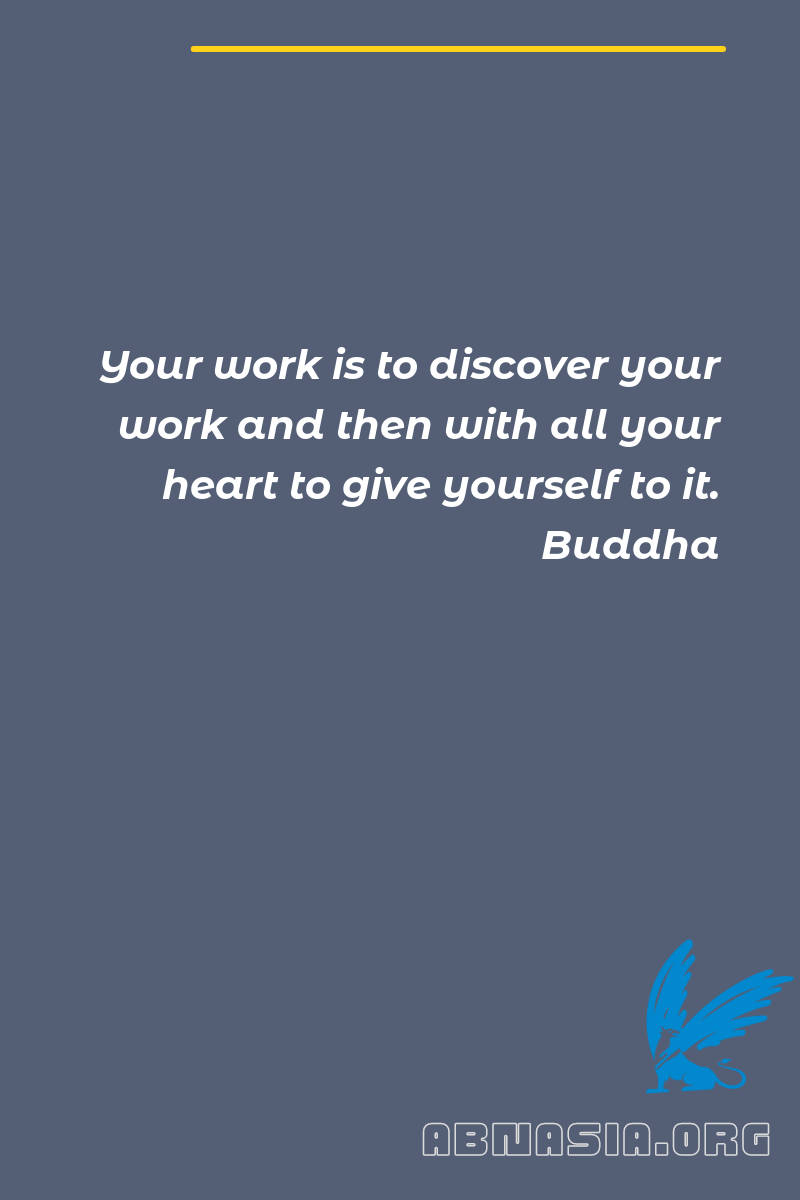 Your work is to discover your
work and then with all your
heart to give yourself to it.
Buddha
ABNASIA.ORG